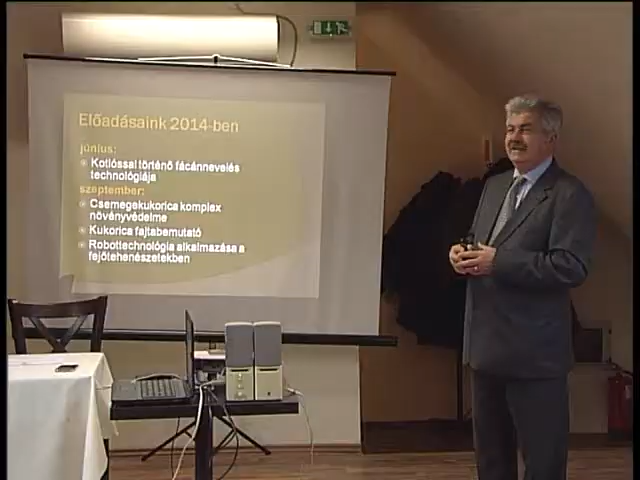 Előadásaink 2014-ben
június:
Kotlóssal történő fácánnevelés
technológiája
szeptember:
Csemegekukorica komplex
növényvédelme
Kukorica fajtabemutató
Robottechnológia alkalmazása a
fejőtehenészetekben